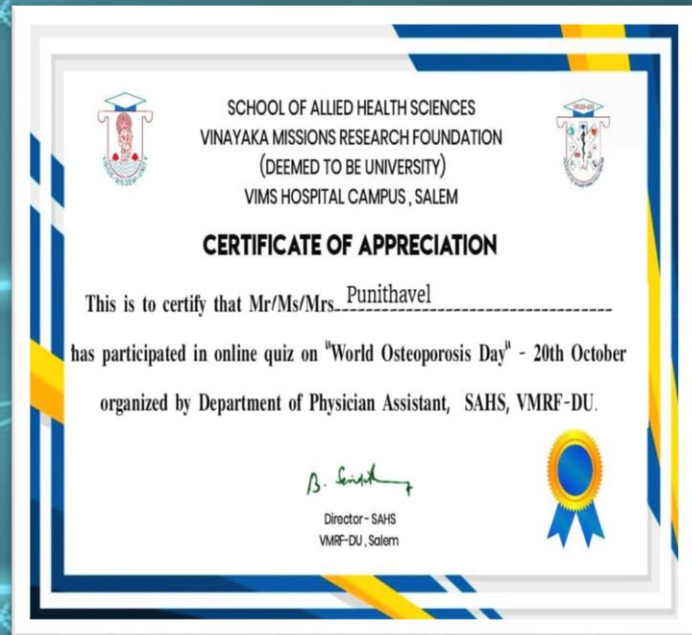 SCHOOL OF ALLIED HEALTH SCIENCES
VINAYAKA MISSIONS RESEARCH FOUNDATION
(DEEMED TO BE UNIVERSITY)
VIMS HOSPITAL CAMPUS , SALEM
CERTIFICATE OF APPRECIATION
This is to certify that Mr/Ms/Mrs Punithavel
has participated in online quiz on "World Osteoporosis Day" - 20th October
organized by Department of Physician Assistant, SAHS, VMRF-DU.
Director - SAHS
VMRF-DU , Salem